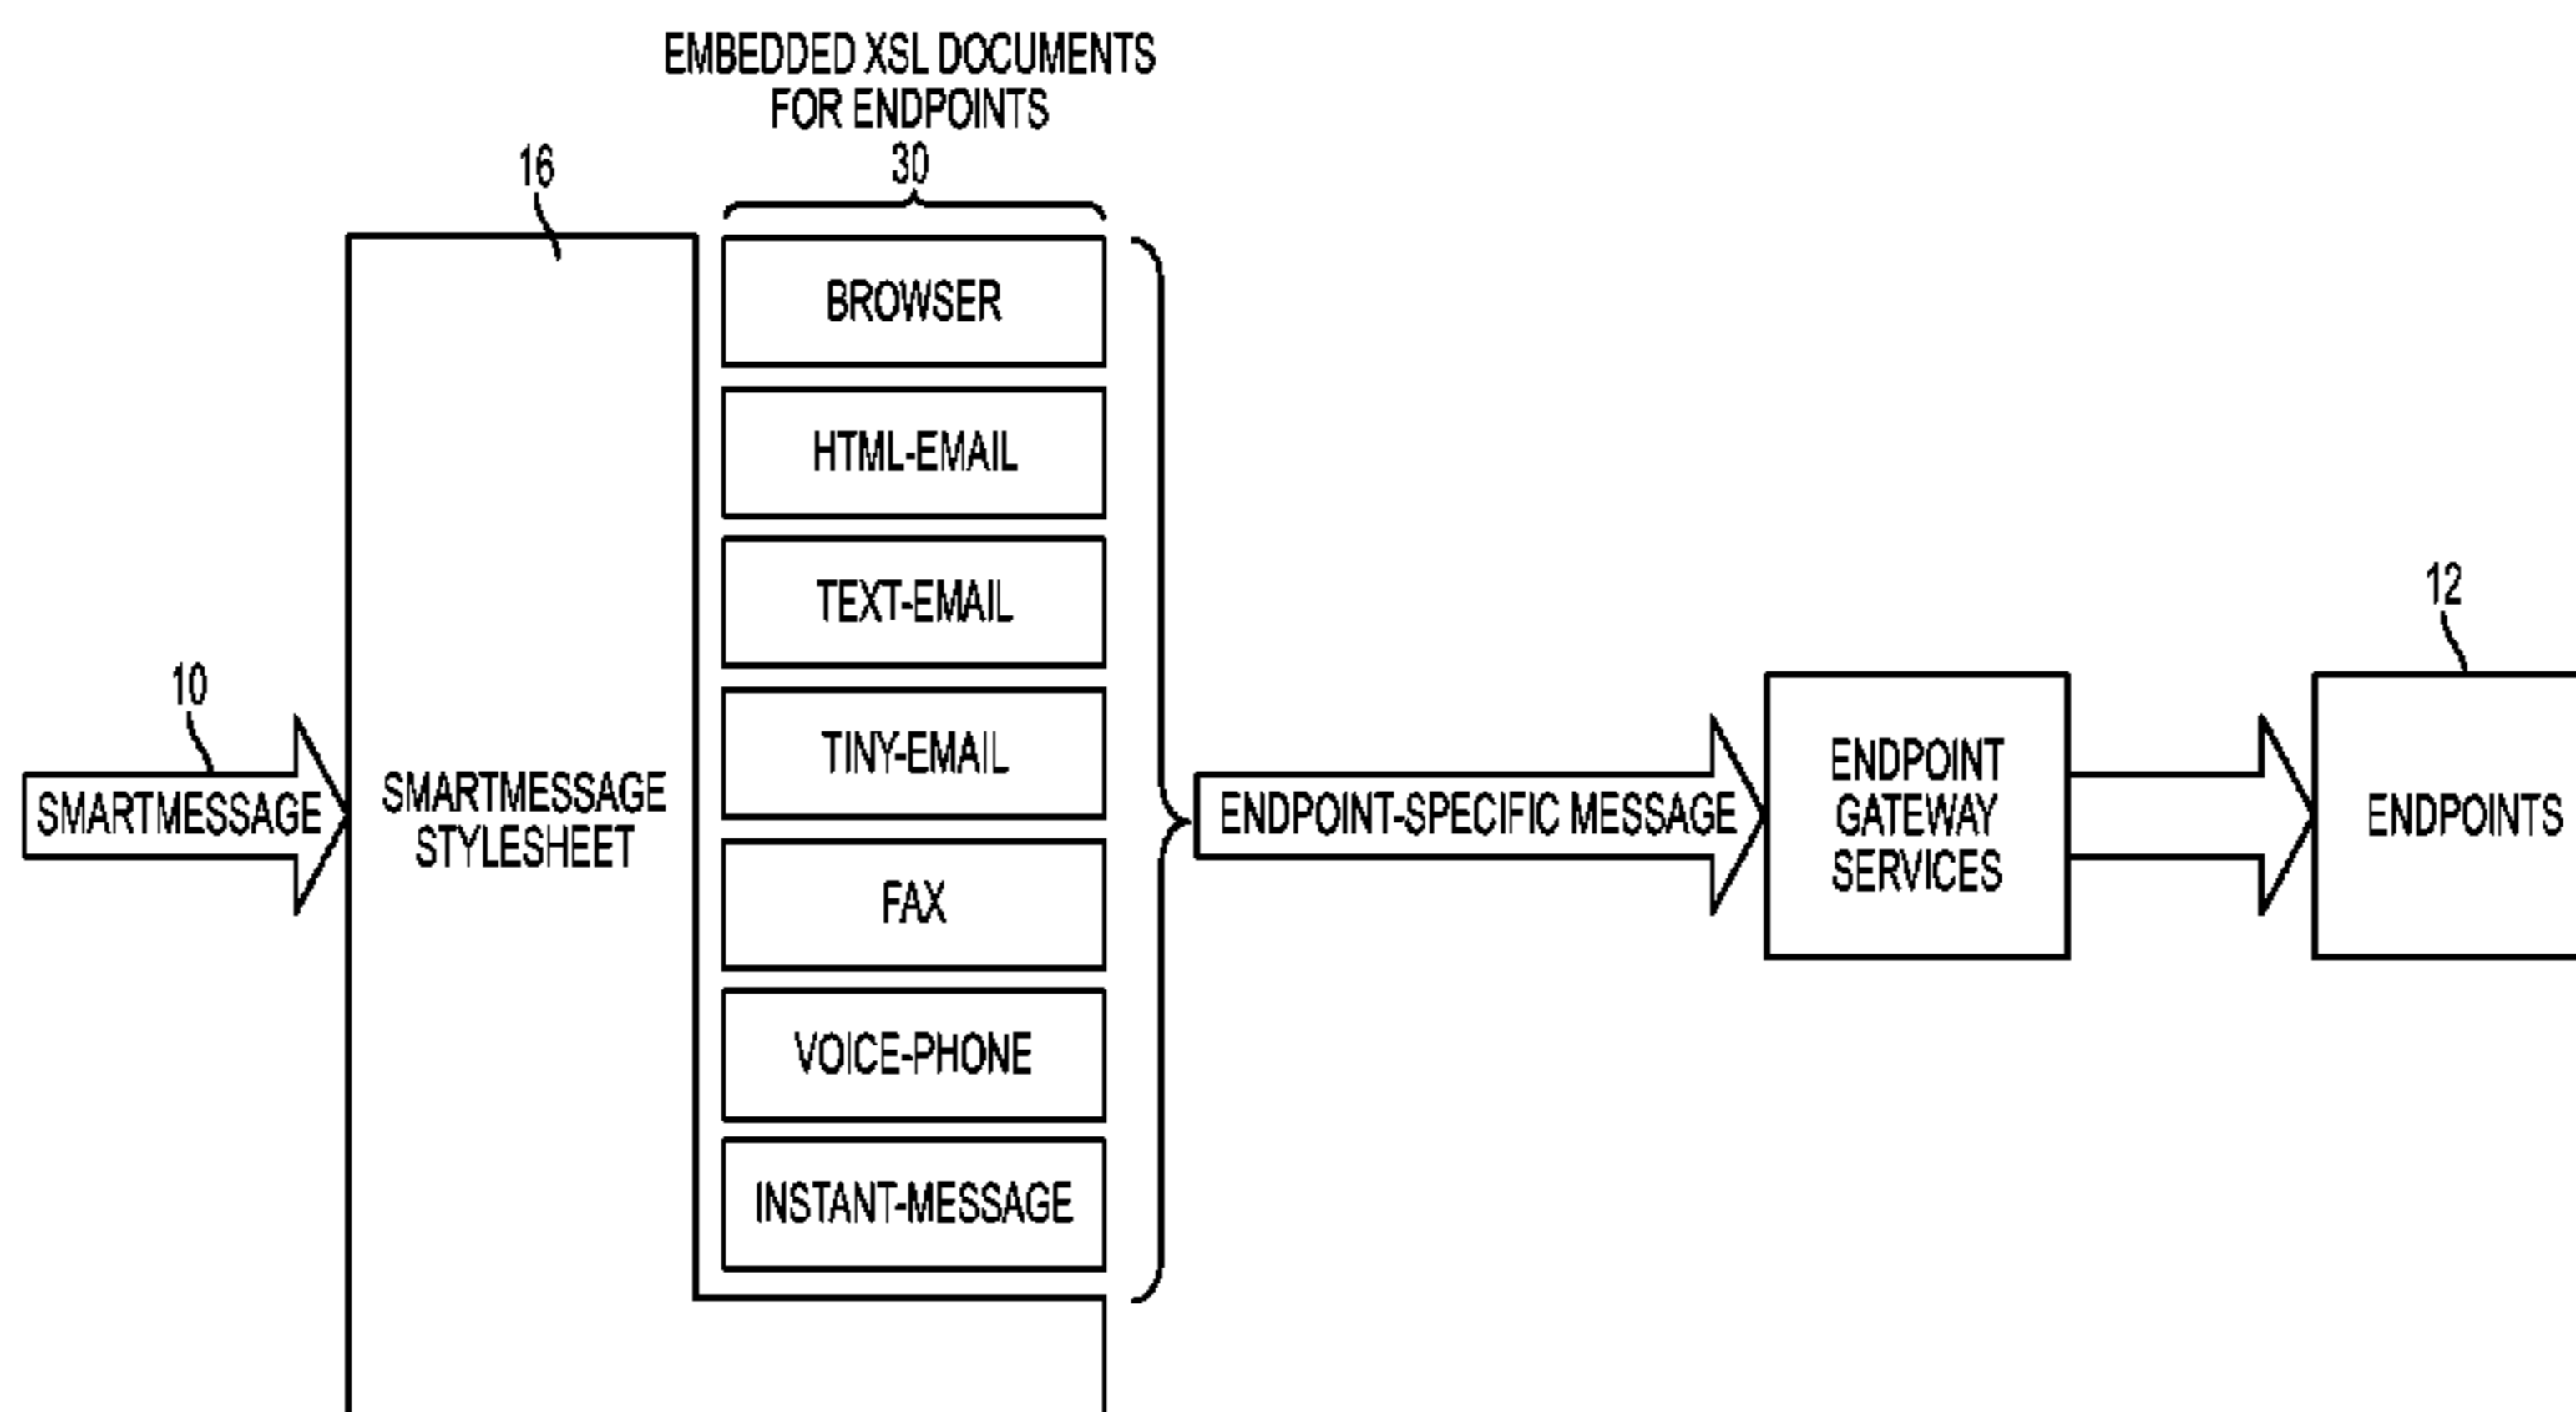 EMBEDDED XSL DOCUMENTS
FOR ENDPOINTS
30
16
BROWSER
HTML-EMAIL
TEXT-EMAIL
TINY-EMAIL
FAX
VOICE-PHONE
INSTANT-MESSAGE
10
SMARTMESSAGE
SMARTMESSAGE
STYLESHEET
ENDPOINT-SPECIFIC MESSAGE
ENDPOINT
GATEWAY
SERVICES
12
ENDPOINTS